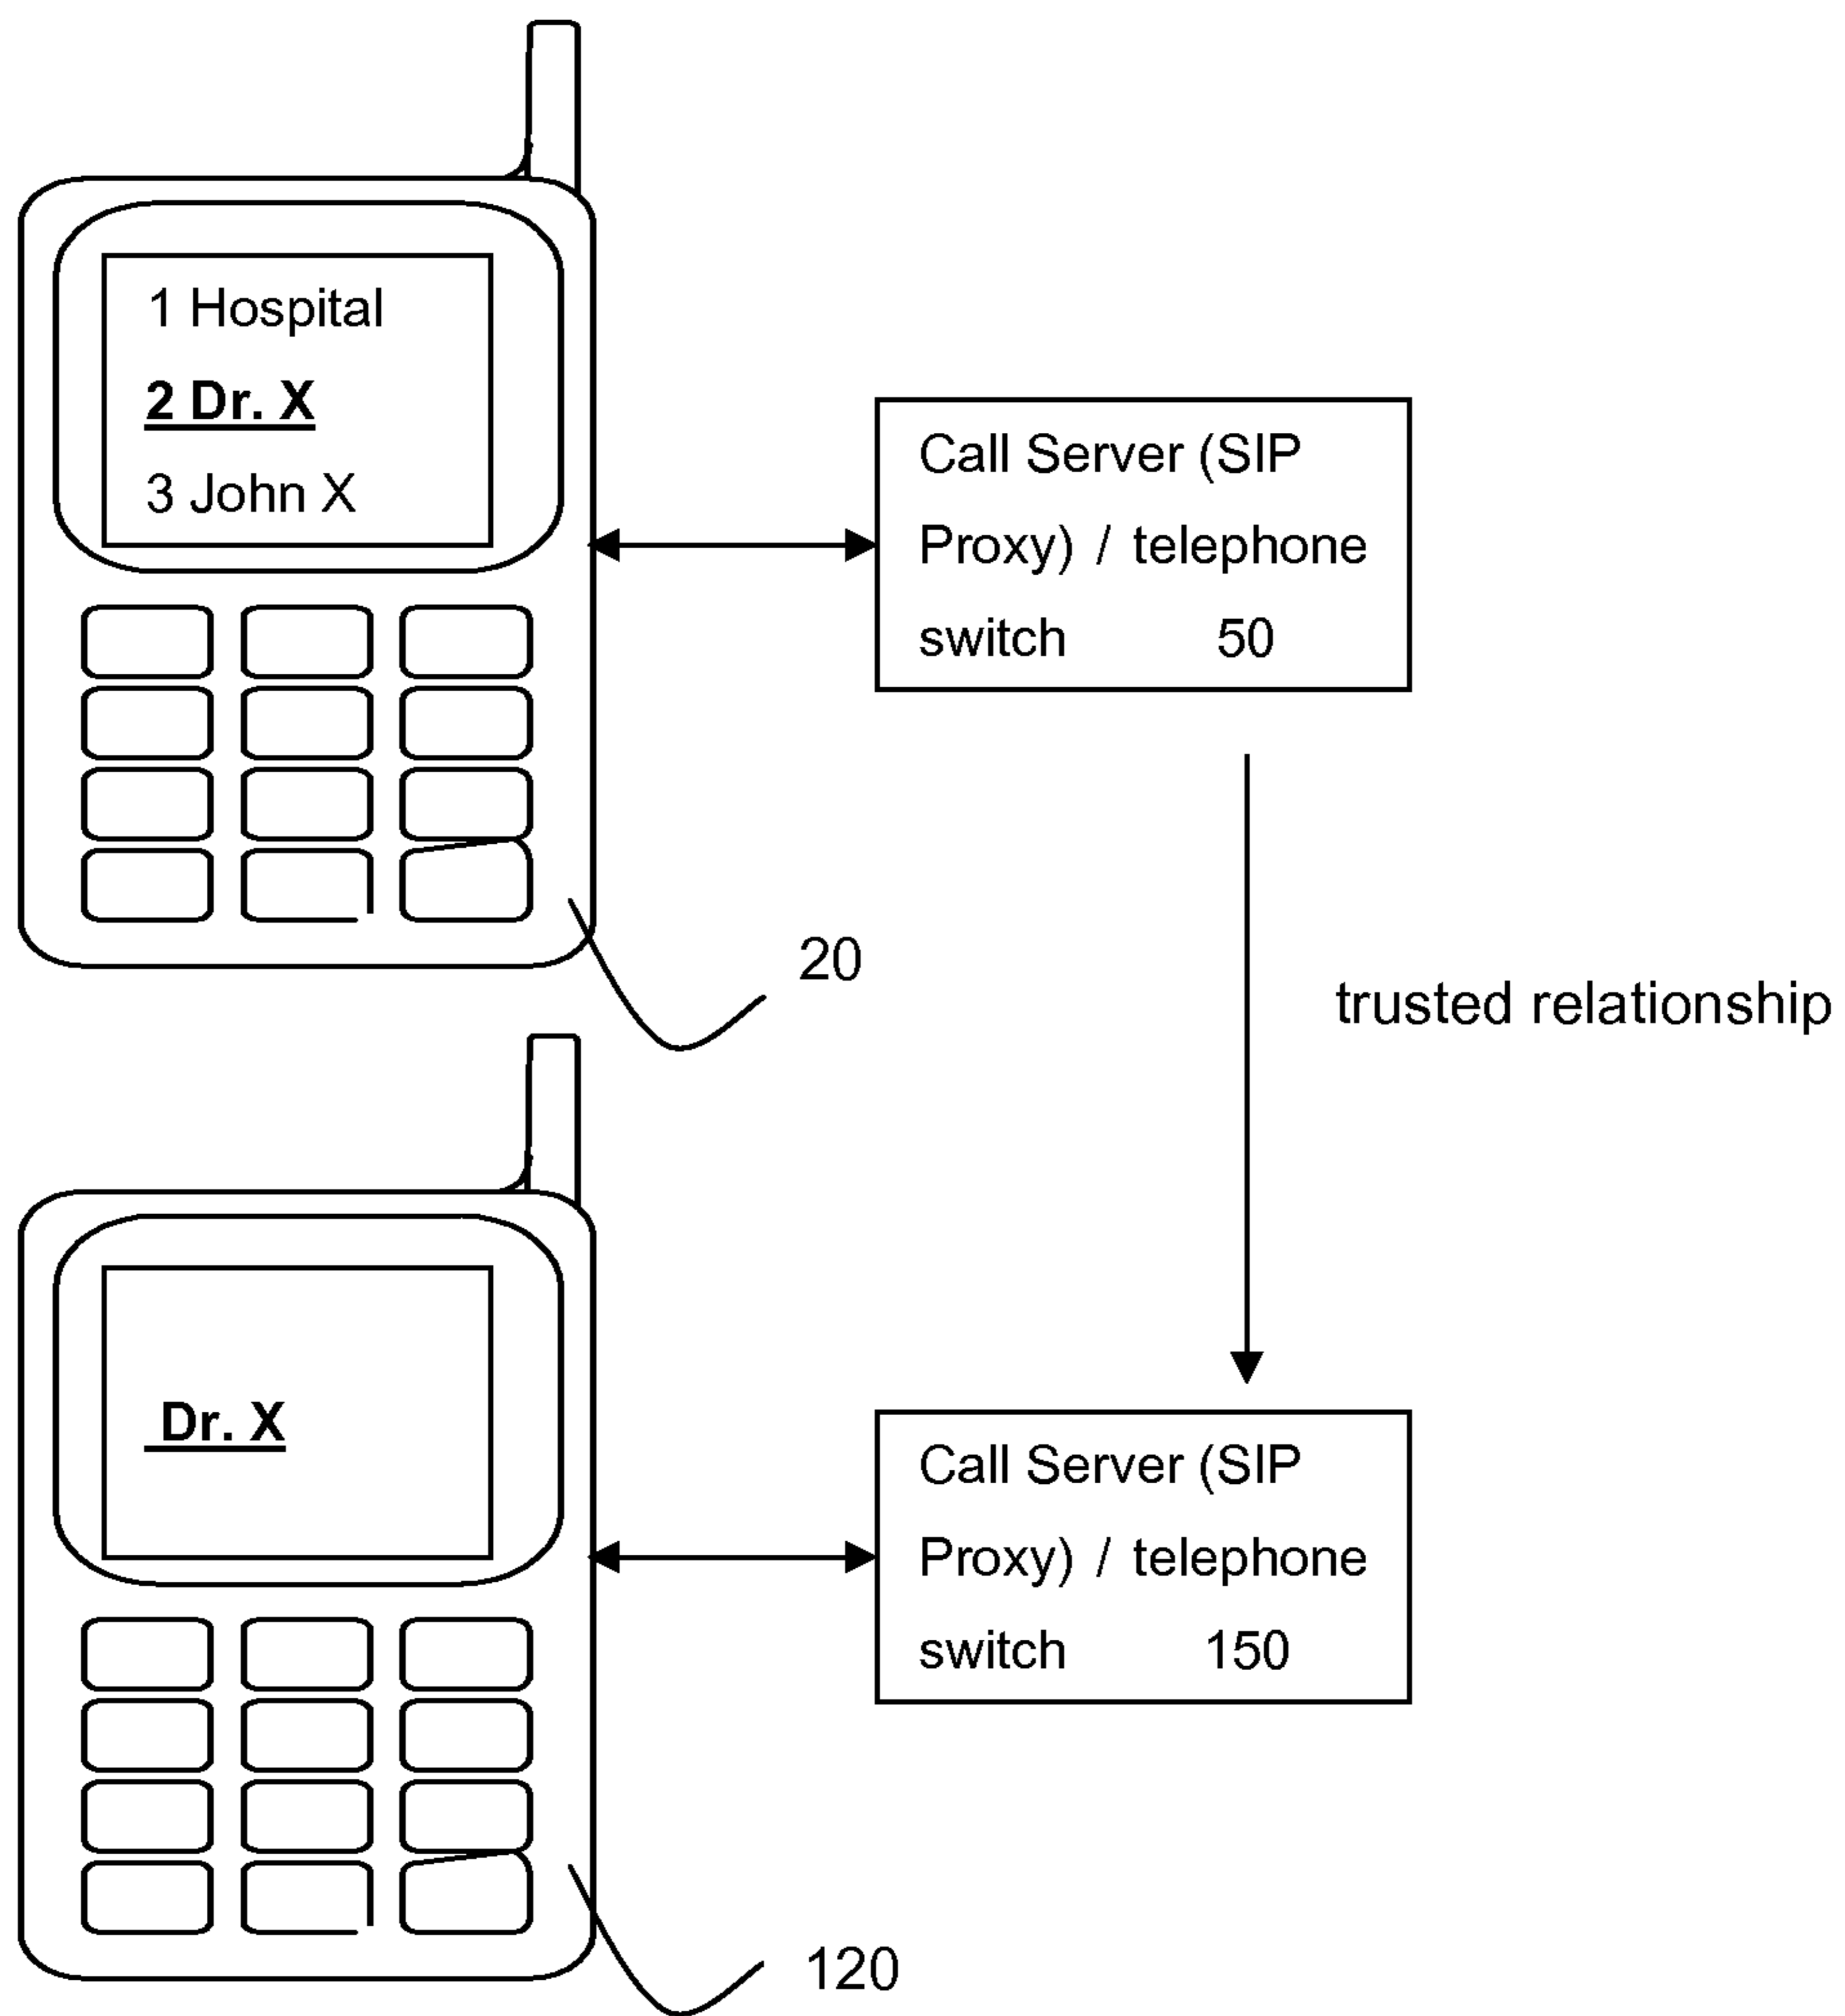 1 Hospital
2 Dr. X
3 John X
Call Server (SIP
Proxy) / telephone
switch 50
20
trusted relationship
Dr. X
Call Server (SIP
Proxy) / telephone
switch 150
120